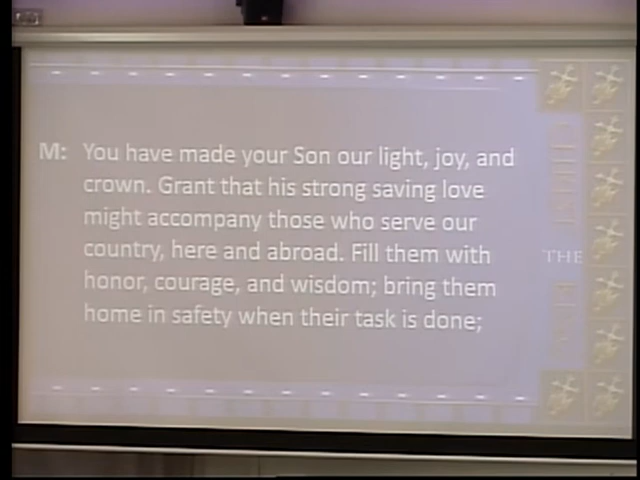 M: You have made your Son our light, joy, and
crown. Grant that his strong saving love
might accompany those who serve our
country, here and abroad. Fill them with
honor, courage, and wisdom; bring them
home in safety when their task is done;
CHRIST
THE